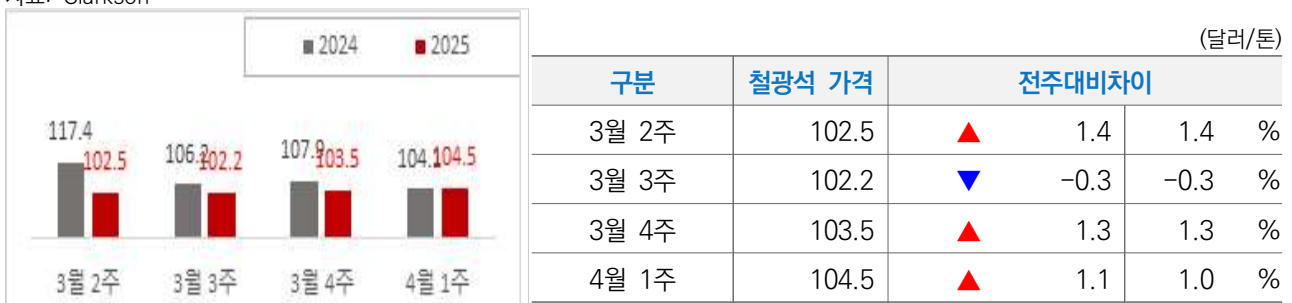 자료: Clarkson
■ 2024 ■ 2025
117.4 102.5 106.2 102.2 107.9 103.5 104.1 104.5
3월 2주 3월 3주 3월 4주 4월 1주
(달러/톤)
구분 철광석 가격 전주대비차이
3월 2주 102.5 ▲ 1.4 1.4 %
3월 3주 102.2 ▼ -0.3 -0.3 %
3월 4주 103.5 ▲ 1.3 1.3 %
4월 1주 104.5 ▲ 1.1 1.0 %